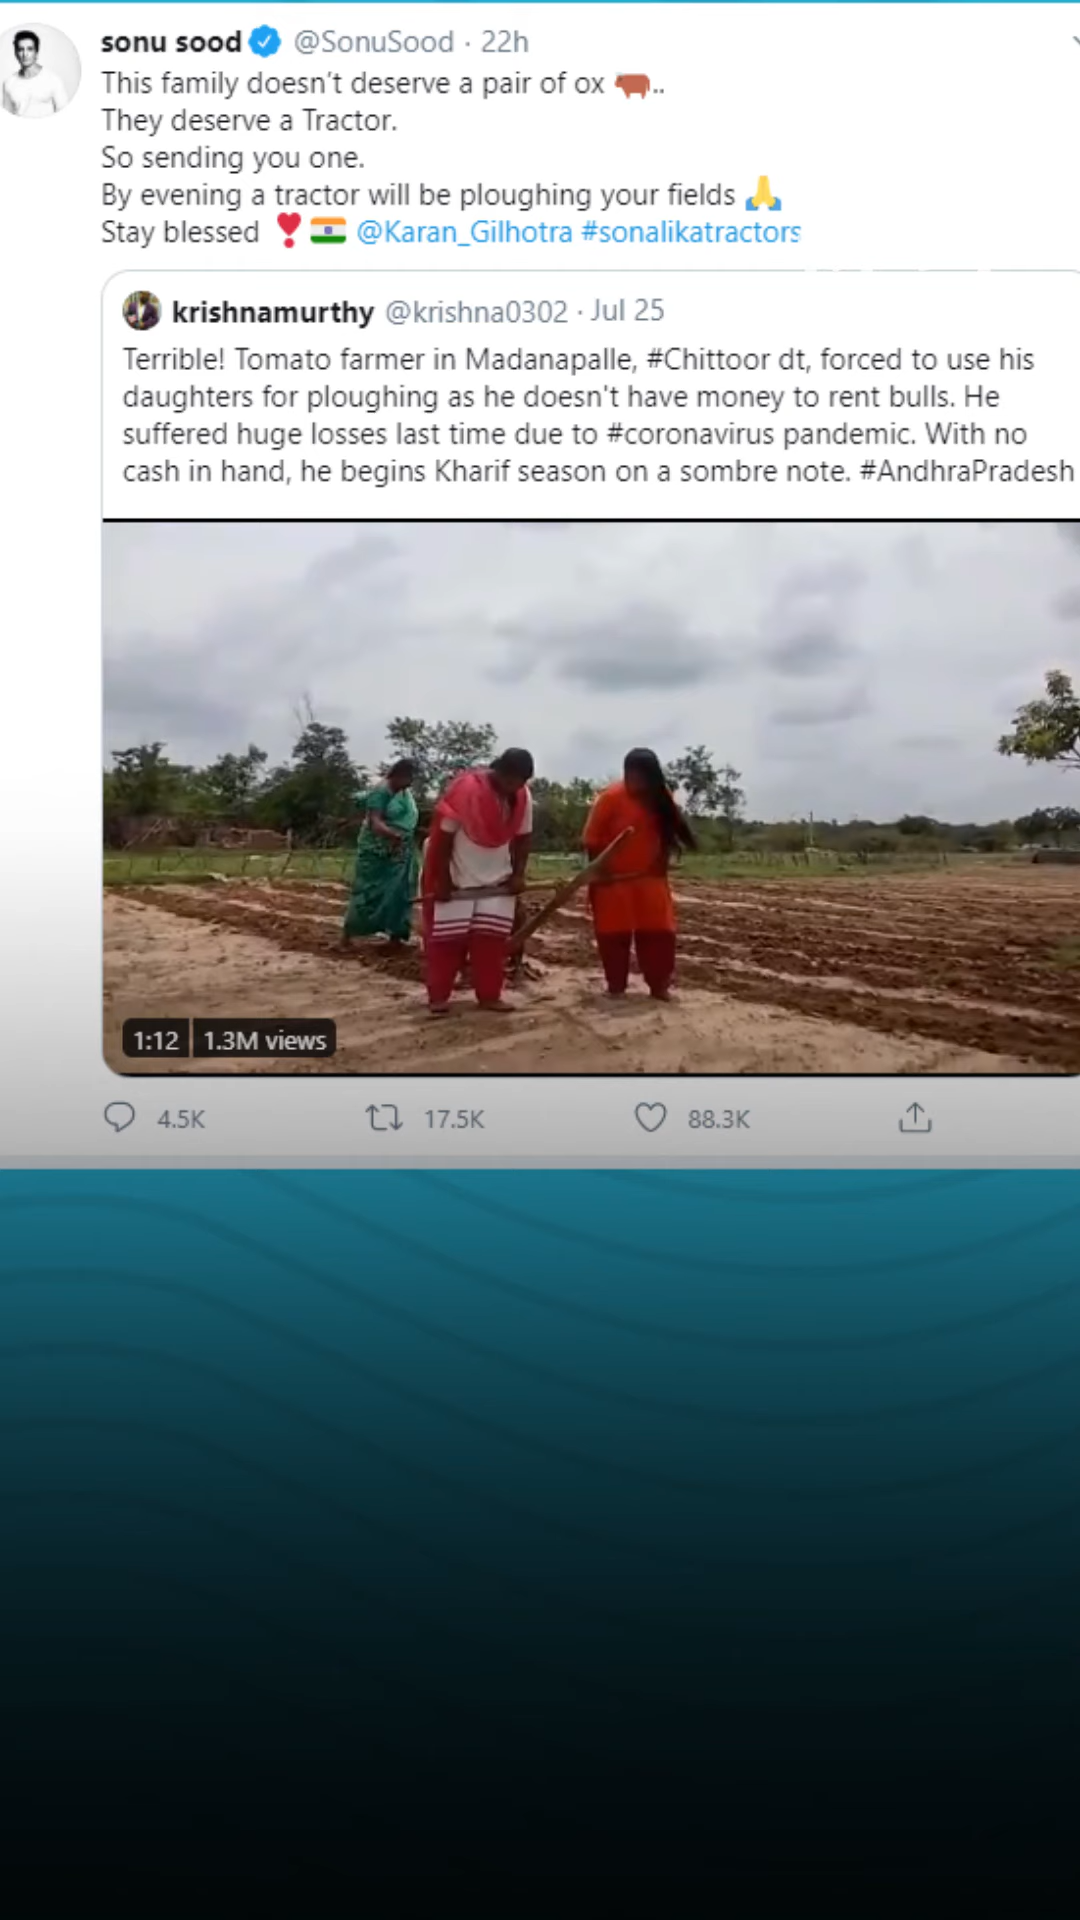 sonu sood @SonuSood · 22h
This family doesn't deserve a pair of ox 🐂..
They deserve a Tractor.
So sending you one.
By evening a tractor will be ploughing your fields 🙏
Stay blessed ❣️🇮🇳 @Karan_Gilhotra #sonalikatractors
krishnamurthy @krishna0302 · Jul 25
Terrible! Tomato farmer in Madanapalle, #Chittoor dt, forced to use his
daughters for ploughing as he doesn't have money to rent bulls. He
suffered huge losses last time due to #coronavirus pandemic. With no
cash in hand, he begins Kharif season on a sombre note. #AndhraPradesh
1:12 1.3M views
4.5K 17.5K 88.3K